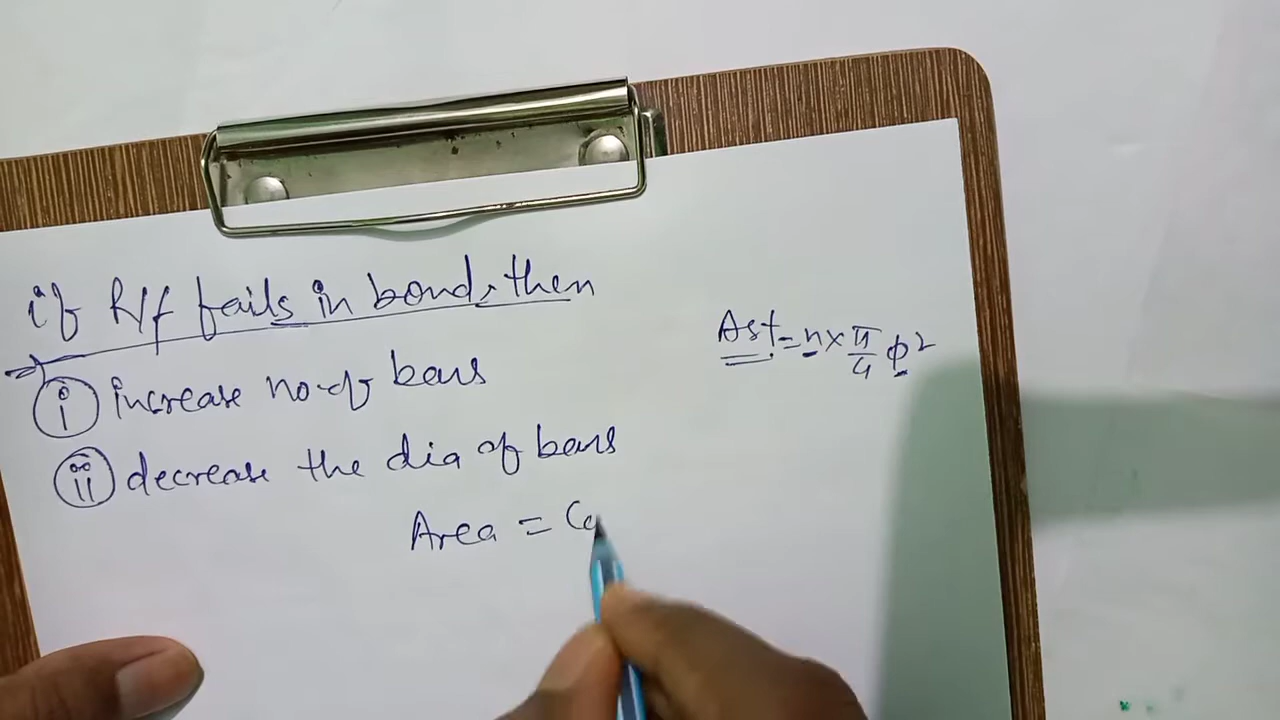 if R/f fails in bond, then
(i) increase no. of bars
(ii) decrease the dia of bars
Area = Co
Ast = n x π/4 ϕ²